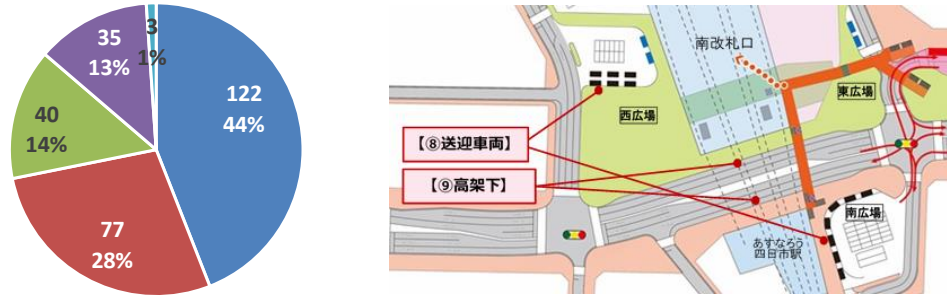 3
1%
35
13%
122
44%
40
14%
77
28%
南改札口
西広場
東広場
【⑧送迎車両】
【⑨高架下】
南広場
あすなろう
四日市駅